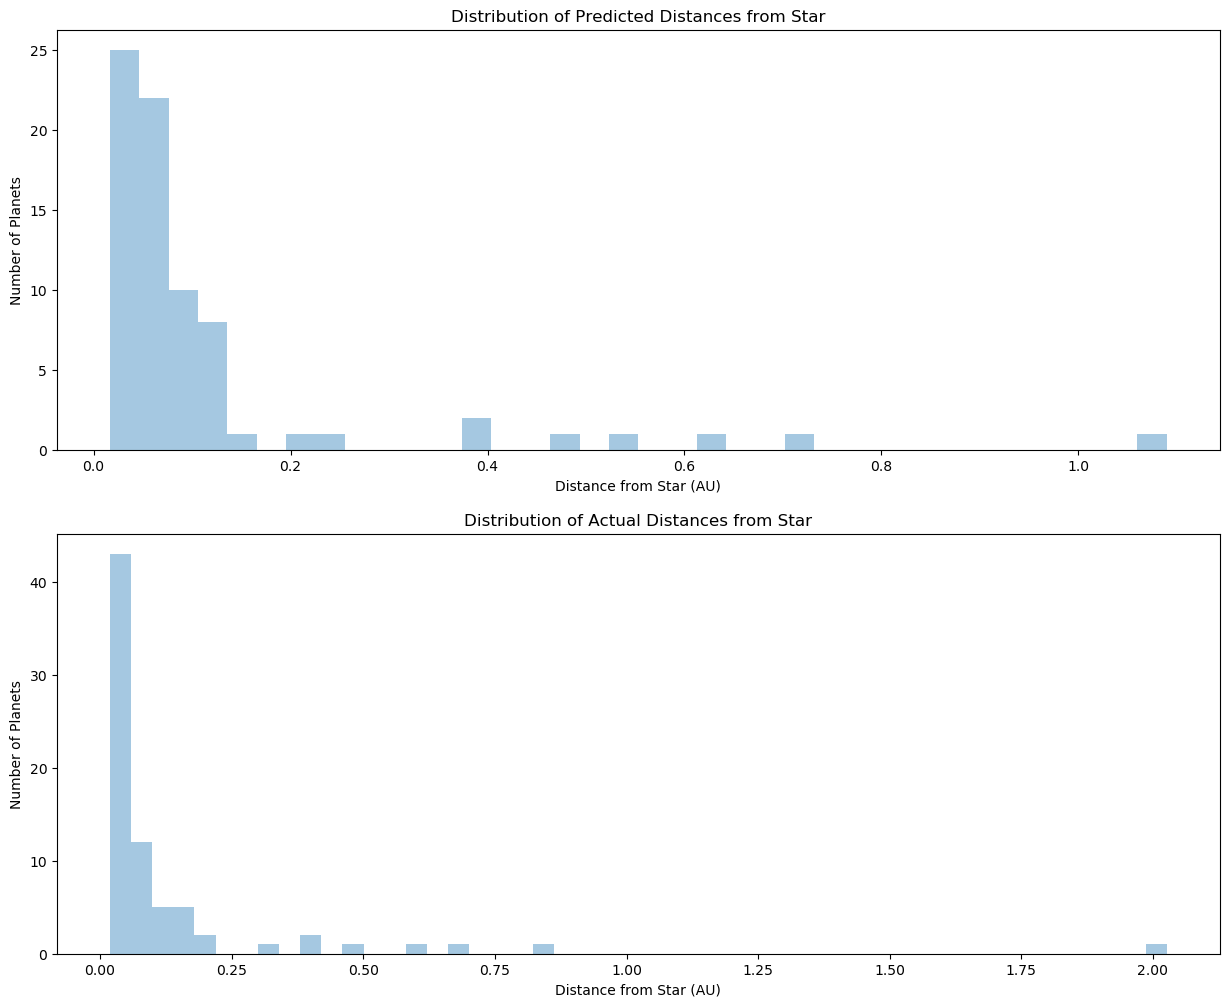 Distribution of Predicted Distances from Star
25
20
15
10
5
0
Number of Planets
0.0 0.2 0.4 0.6 0.8 1.0
Distance from Star (AU)
Distribution of Actual Distances from Star
40
30
20
10
0
Number of Planets
0.00 0.25 0.50 0.75 1.00 1.25 1.50 1.75 2.00
Distance from Star (AU)